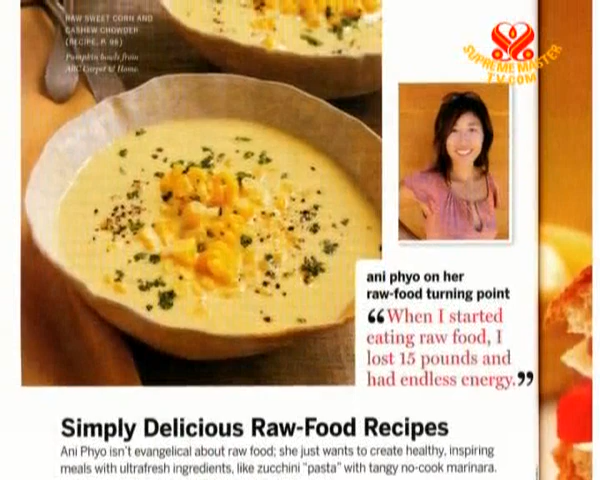 RAW SWEET CORN AND
CASHEW CHOWDER
(RECIPE, P. 98)
Pumpkin bowls from
ABC Carpet & Home.
SUPREME MASTER
TV.COM
ani phyo on her
raw-food turning point
“When I started
eating raw food, I
lost 15 pounds and
had endless energy.”
Simply Delicious Raw-Food Recipes
Ani Phyo isn't evangelical about raw food; she just wants to create healthy, inspiring
meals with ultrafresh ingredients, like zucchini "pasta" with tangy no-cook marinara.